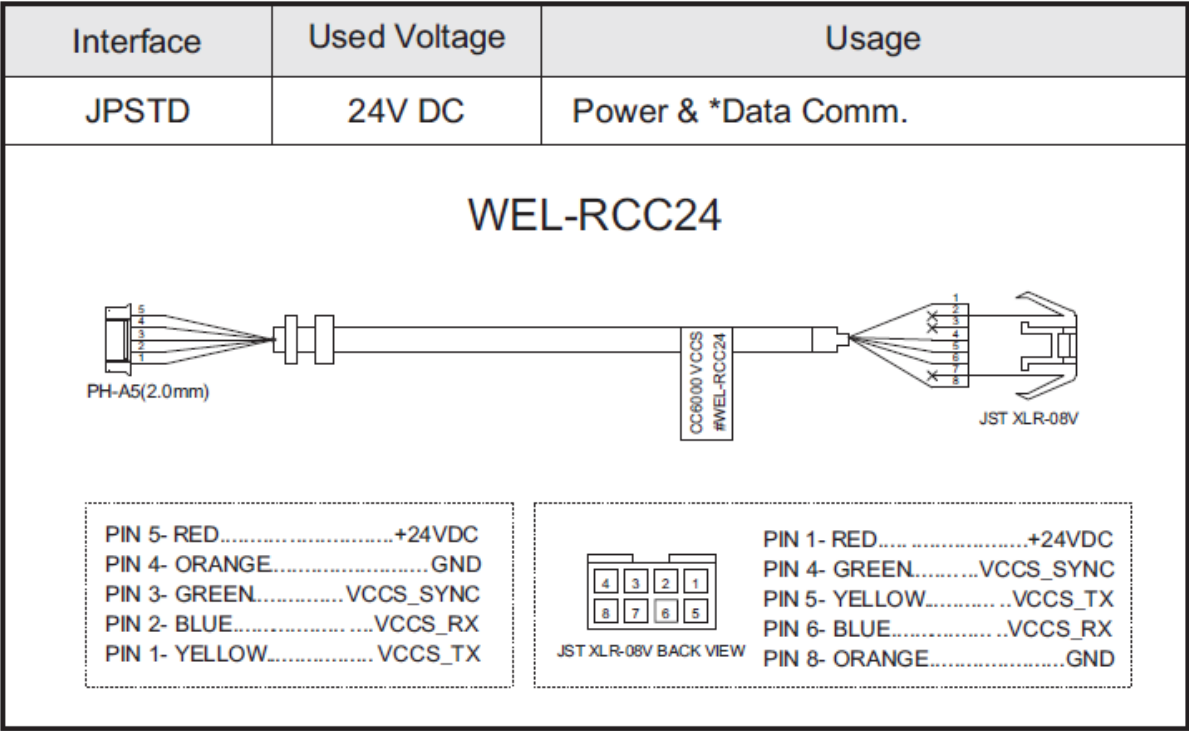 Interface Used Voltage Usage
JPSTD 24V DC Power & *Data Comm.
WEL-RCC24
5
4
3
2
1
PH-A5(2.0mm)
CC6000 VCCS
#WEL-RCC24
1
2
3
4
5
6
7
8
JST XLR-08V
PIN 5- RED..............................+24VDC
PIN 4- ORANGE..........................GND
PIN 3- GREEN...............VCCS_SYNC
PIN 2- BLUE.......................VCCS_RX
PIN 1- YELLOW.................VCCS_TX
4 3 2 1
8 7 6 5
JST XLR-08V BACK VIEW
PIN 1- RED.........................+24VDC
PIN 4- GREEN...........VCCS_SYNC
PIN 5- YELLOW..............VCCS_TX
PIN 6- BLUE...................VCCS_RX
PIN 8- ORANGE.......................GND